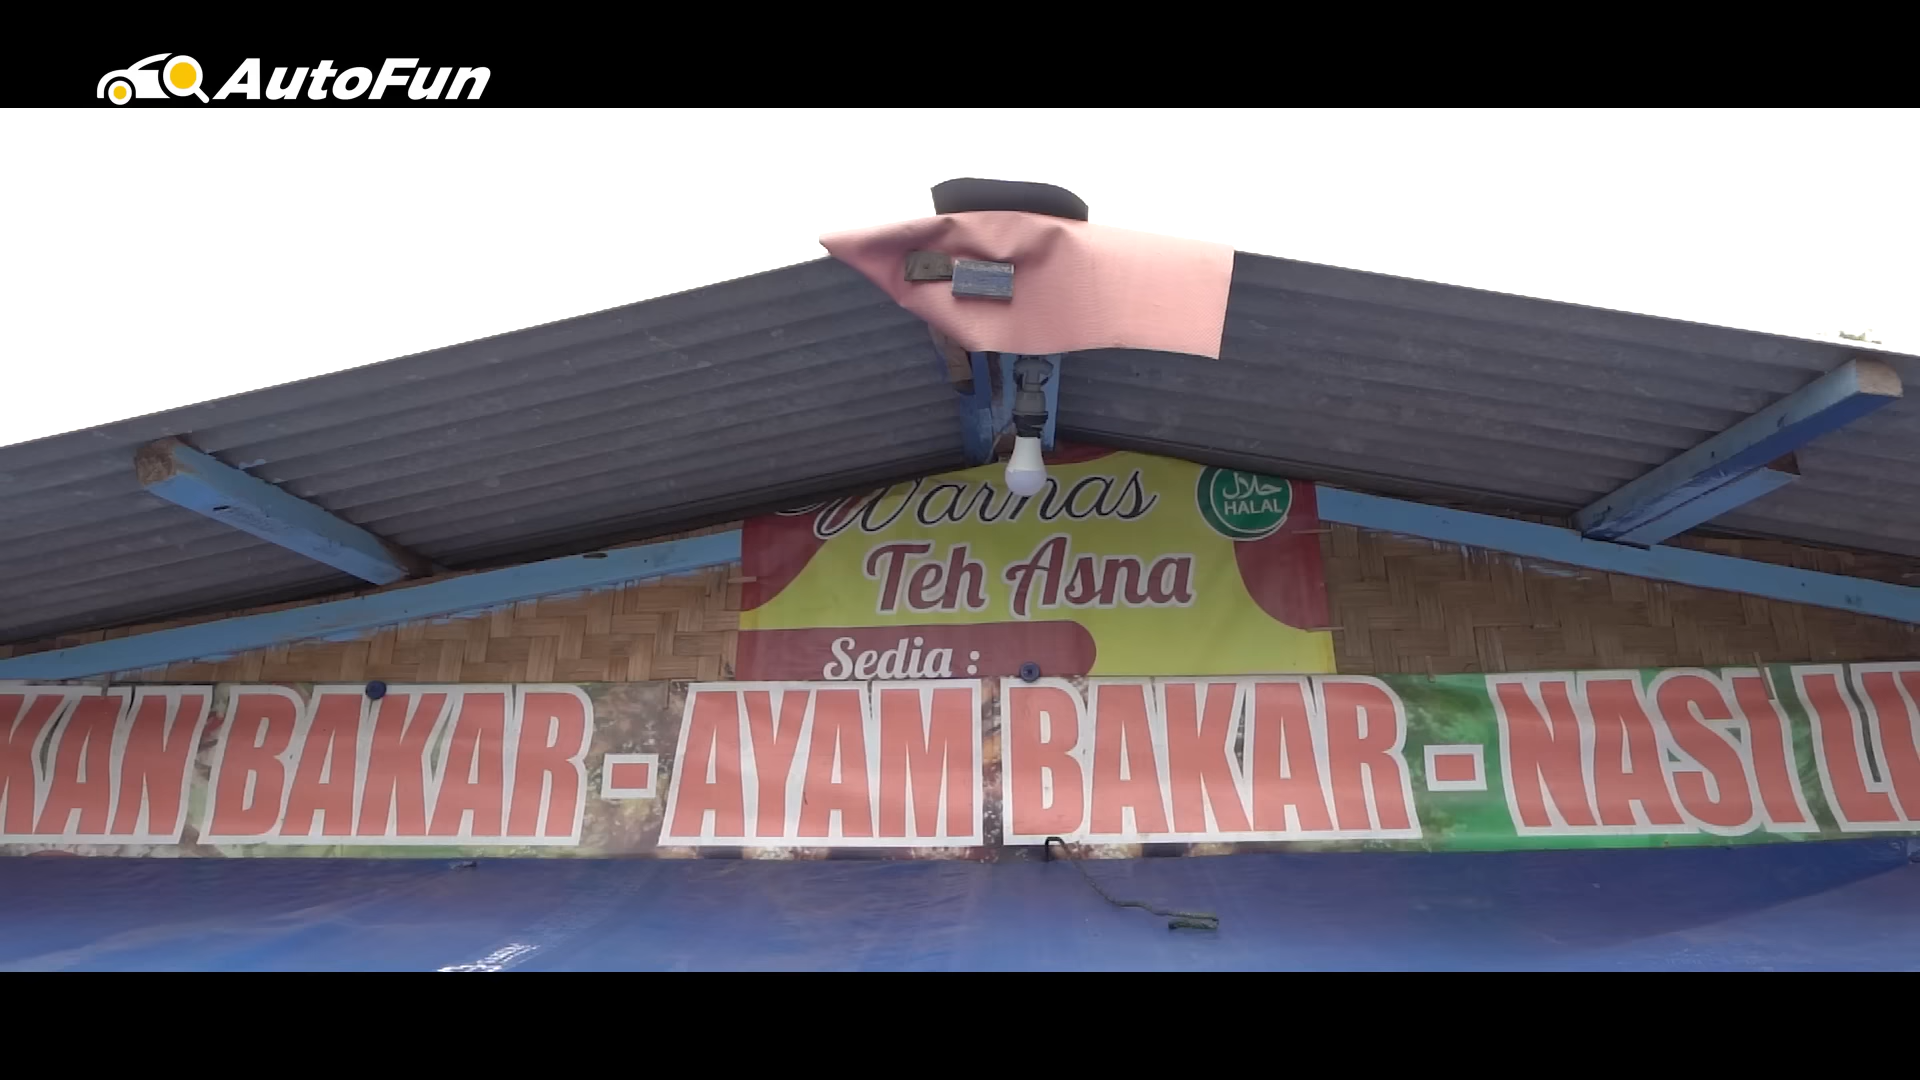 AutoFun
Warnas
حلال
HALAL
Teh Asna
Sedia :
KAN BAKAR - AYAM BAKAR - NASI LI